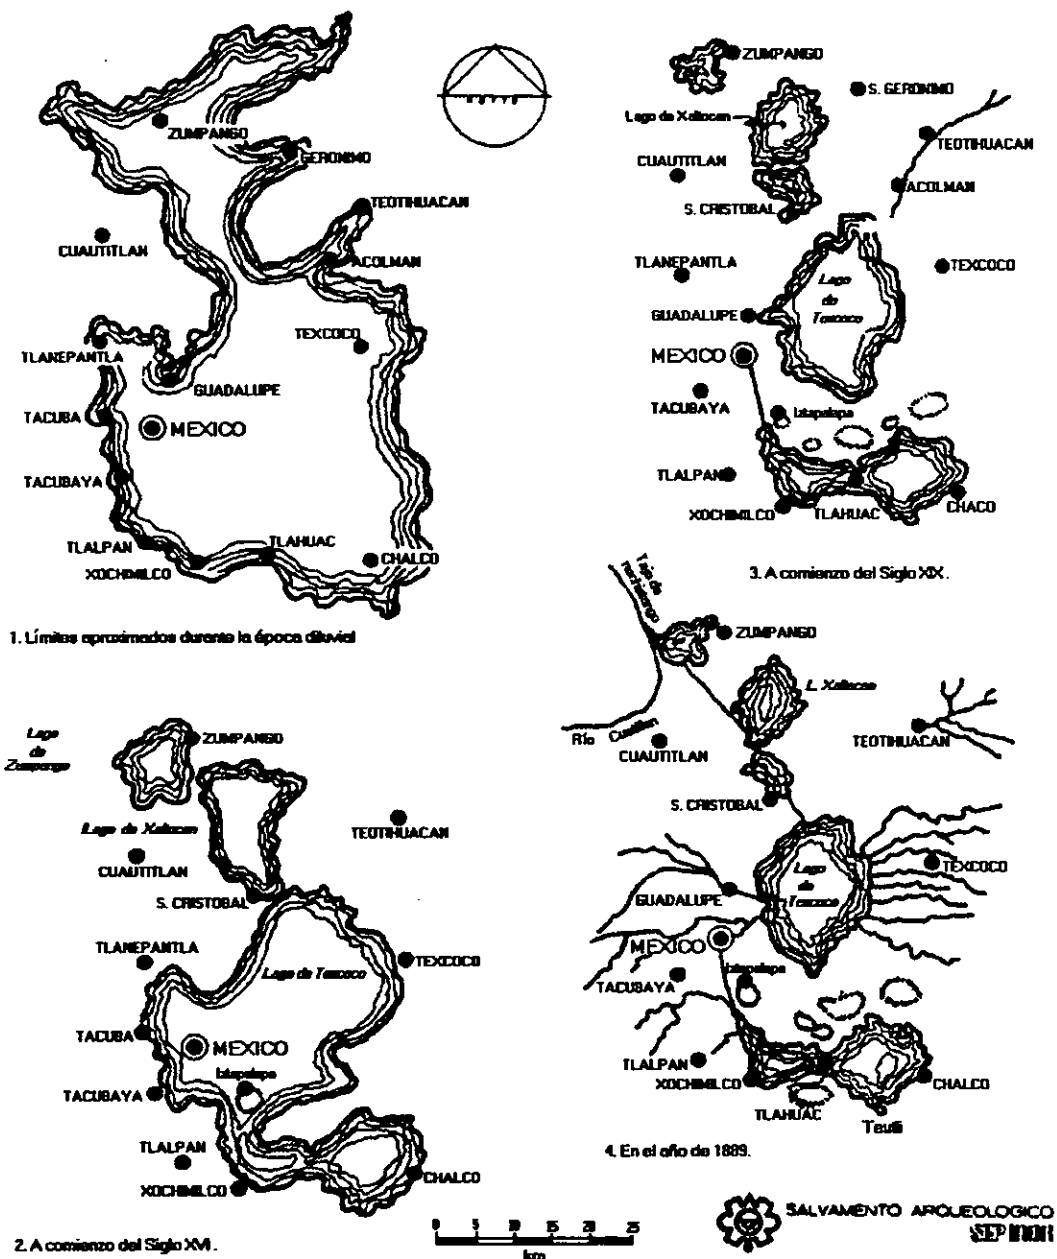 NORTE
ZUMPANGO
GERONIMO
TEOTIHUACAN
CUAUTITLAN
ACOLMAN
TEXCOCO
TLANEPANTLA
GUADALUPE
TACUBA
MEXICO
TACUBAYA
TLALPAN
TLAHUAC
XOCHIMILCO
CHALCO
1. Límites aproximados durante la época diluvial
Lago
de
Zumpango
ZUMPANGO
Lago de Xaltocan
TEOTIHUACAN
CUAUTITLAN
S. CRISTOBAL
TLANEPANTLA
Lago de Texcoco
TEXCOCO
TACUBA
MEXICO
Iztapalapa
TACUBAYA
TLALPAN
XOCHIMILCO
CHALCO
2. A comienzo del Siglo XVI.
ZUMPANGO
S. GERONIMO
Lago de Xaltocan
TEOTIHUACAN
CUAUTITLAN
ACOLMAN
S. CRISTOBAL
TLANEPANTLA
TEXCOCO
Lago
de
Texcoco
GUADALUPE
MEXICO
TACUBAYA
Iztapalapa
TLALPAN
XOCHIMILCO
TLAHUAC
CHACO
3. A comienzo del Siglo XIX.
Tajo de
ZUMPANGO
L. Xaltocan
Río
TEOTIHUACAN
CUAUTITLAN
S. CRISTOBAL
TEXCOCO
Lago
de
Texcoco
GUADALUPE
MEXICO
Iztapalapa
TACUBAYA
TLALPAN
XOCHIMILCO
CHALCO
TLAHUAC
Teutli
4. En el año de 1889.
0 5 10 15 20 25
km
SALVAMENTO ARQUEOLOGICO
SEP INAH